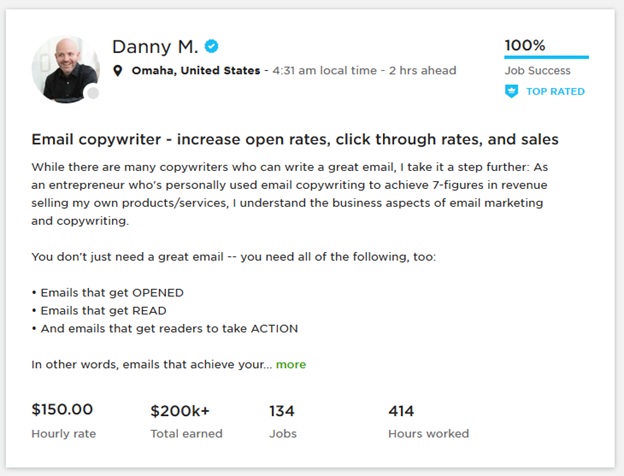 Danny M.
Omaha, United States - 4:31 am local time - 2 hrs ahead
100%
Job Success
TOP RATED
Email copywriter - increase open rates, click through rates, and sales
While there are many copywriters who can write a great email, I take it a step further: As
an entrepreneur who's personally used email copywriting to achieve 7-figures in revenue
selling my own products/services, I understand the business aspects of email marketing
and copywriting.
You don't just need a great email -- you need all of the following, too:
• Emails that get OPENED
• Emails that get READ
• And emails that get readers to take ACTION
In other words, emails that achieve your... more
$150.00 $200k+ 134 414
Hourly rate Total earned Jobs Hours worked